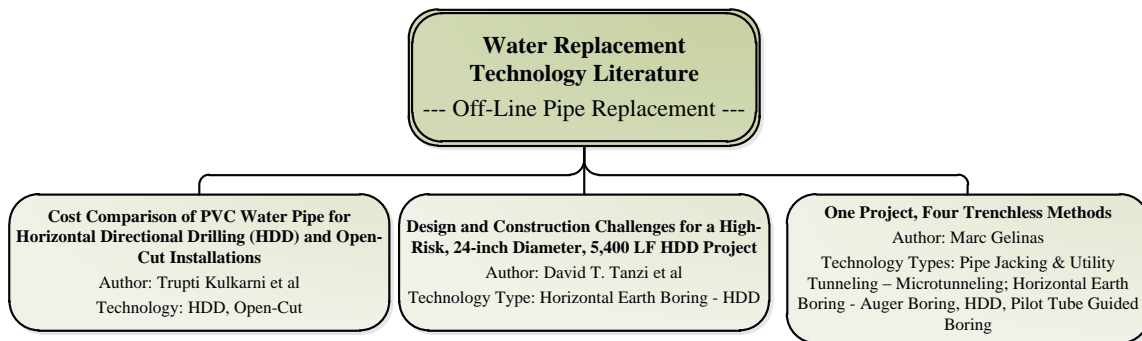 Water Replacement
Technology Literature
--- Off-Line Pipe Replacement ---
Cost Comparison of PVC Water Pipe for
Horizontal Directional Drilling (HDD) and Open-
Cut Installations
Author: Trupti Kulkarni et al
Technology: HDD, Open-Cut
Design and Construction Challenges for a High-
Risk, 24-inch Diameter, 5,400 LF HDD Project
Author: David T. Tanzi et al
Technology Type: Horizontal Earth Boring - HDD
One Project, Four Trenchless Methods
Author: Marc Gelinas
Technology Types: Pipe Jacking & Utility
Tunneling – Microtunneling; Horizontal Earth
Boring - Auger Boring, HDD, Pilot Tube Guided
Boring